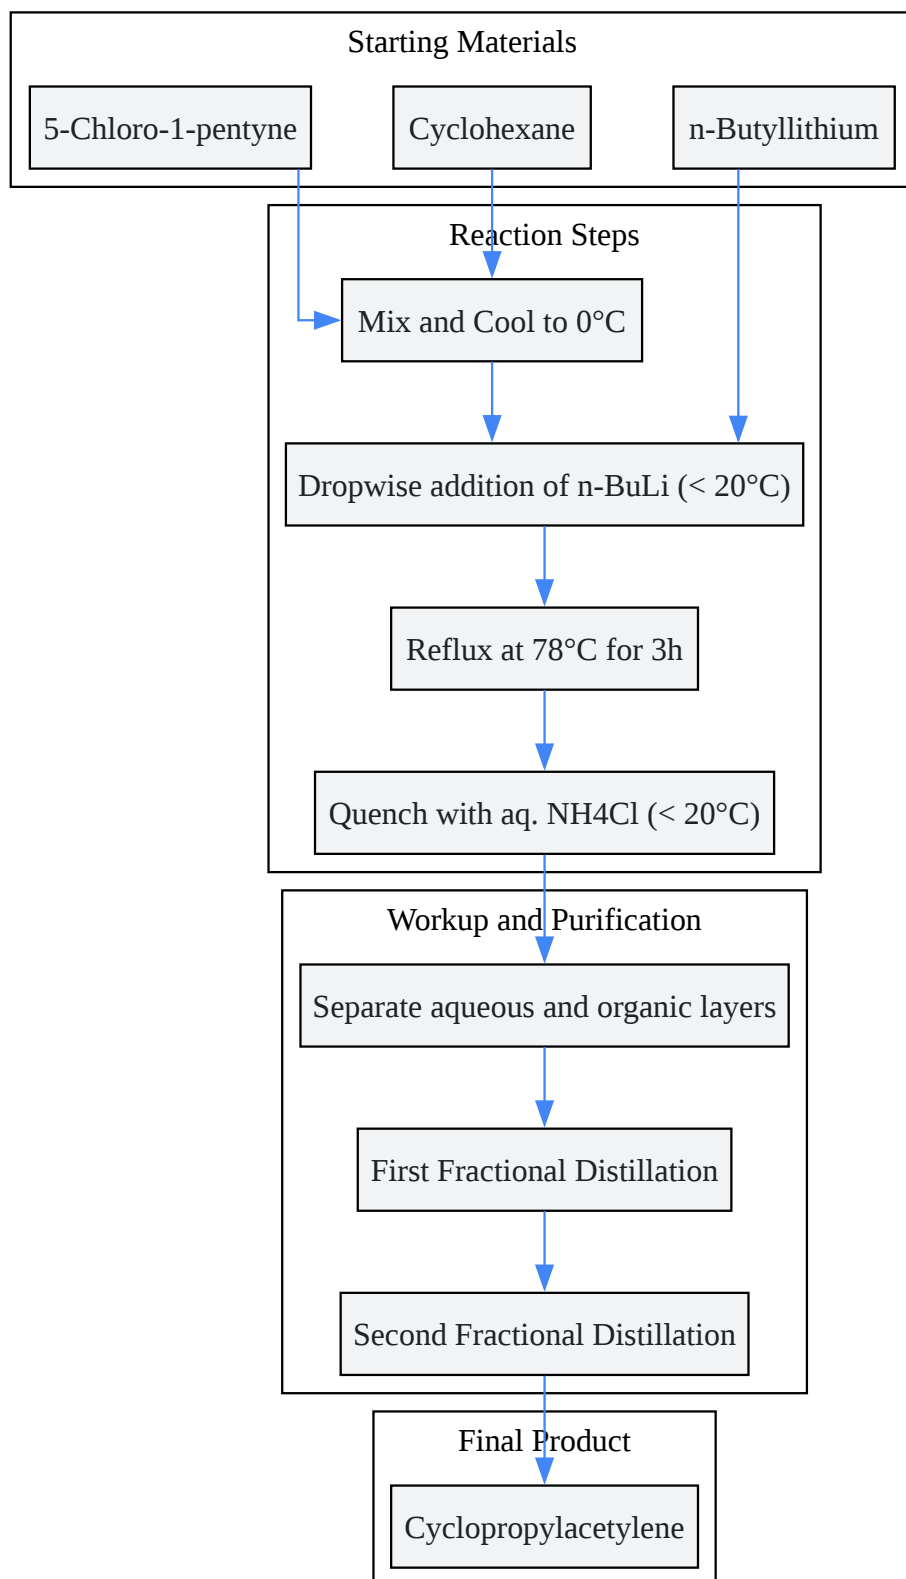 Starting Materials
5-Chloro-1-pentyne
Cyclohexane
n-Butyllithium
Reaction Steps
Mix and Cool to 0°C
Dropwise addition of n-BuLi (< 20°C)
Reflux at 78°C for 3h
Quench with aq. NH4Cl (< 20°C)
Workup and Purification
Separate aqueous and organic layers
First Fractional Distillation
Second Fractional Distillation
Final Product
Cyclopropylacetylene